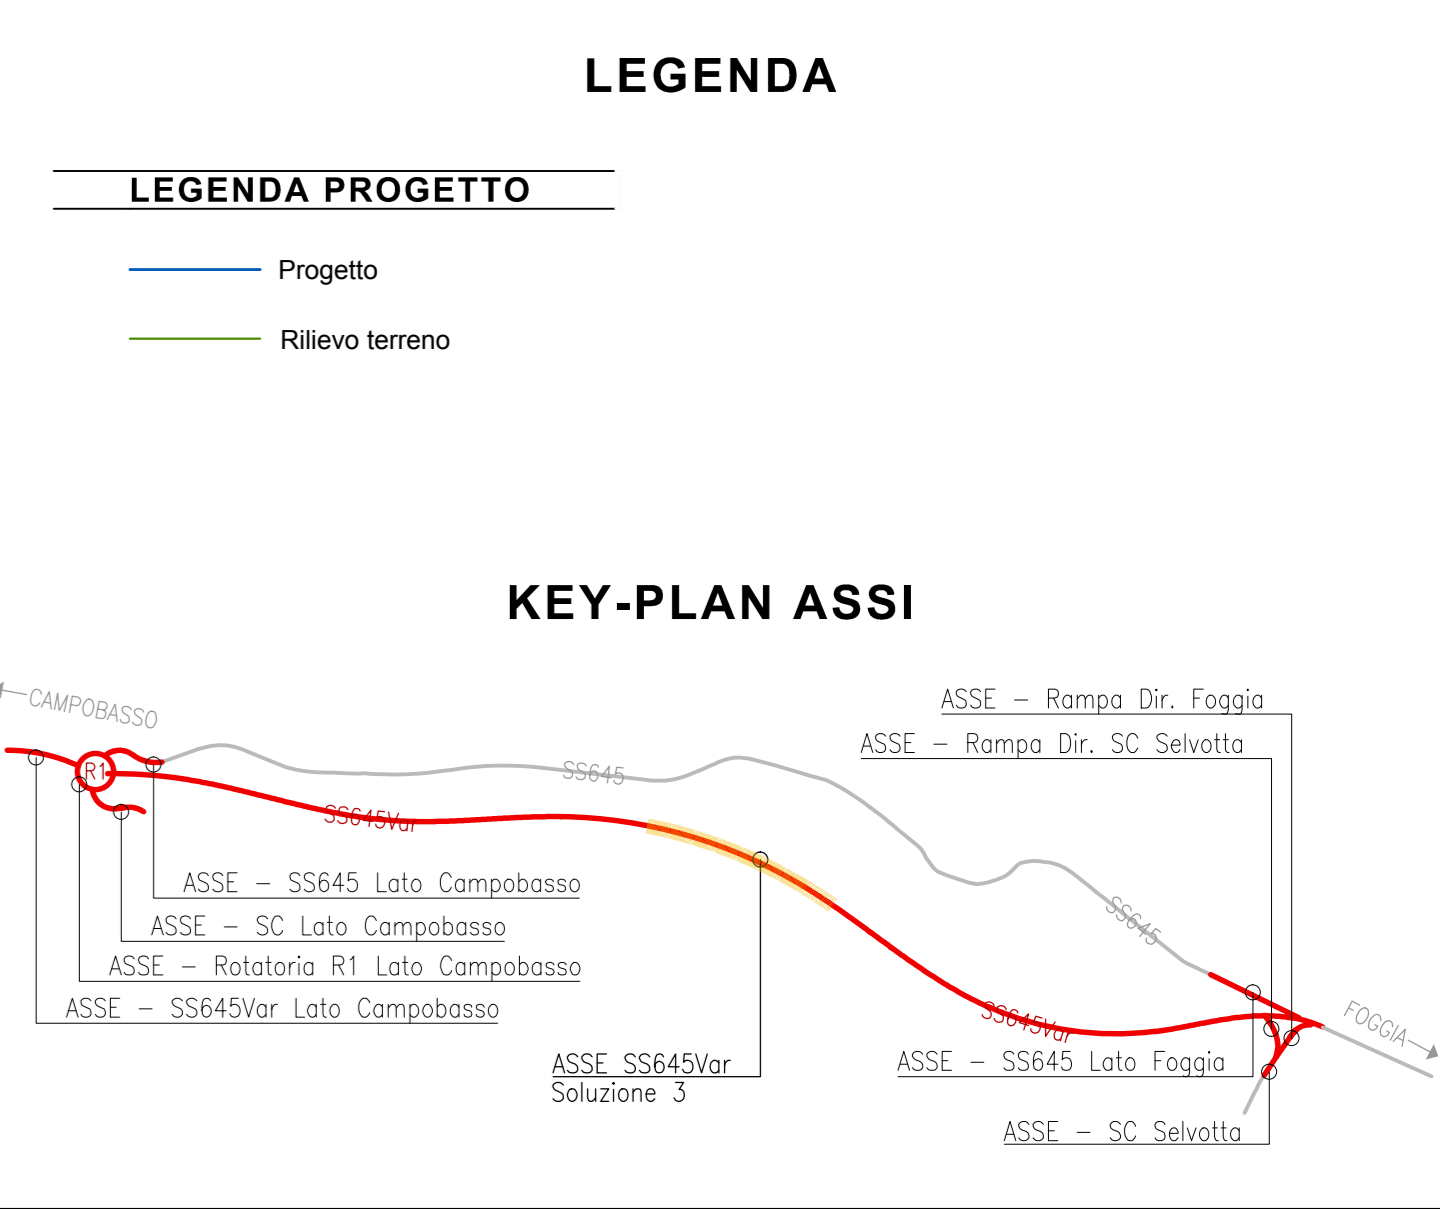 LEGENDA
LEGENDA PROGETTO
Progetto
Rilievo terreno
KEY-PLAN ASSI
CAMPOBASSO
ASSE - Rampa Dir. Foggia
ASSE - Rampa Dir. SC Selvotta
R1
SS645
SS645Var
ASSE - SS645 Lato Campobasso
ASSE - SC Lato Campobasso
ASSE - Rotatoria R1 Lato Campobasso
ASSE - SS645Var Lato Campobasso
SS645
SS645Var
FOGGIA
ASSE SS645Var
Soluzione 3
ASSE - SS645 Lato Foggia
ASSE - SC Selvotta